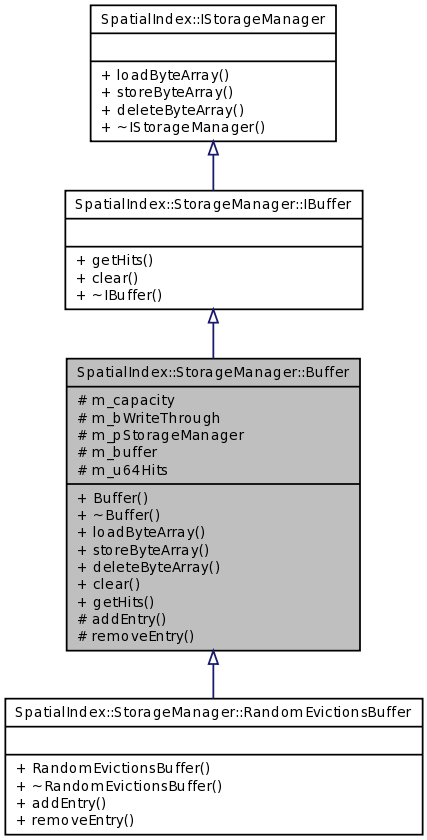 SpatialIndex::IStorageManager
+ loadByteArray()
+ storeByteArray()
+ deleteByteArray()
+ ~IStorageManager()
SpatialIndex::StorageManager::IBuffer
+ getHits()
+ clear()
+ ~IBuffer()
SpatialIndex::StorageManager::Buffer
# m_capacity
# m_bWriteThrough
# m_pStorageManager
# m_buffer
# m_u64Hits
+ Buffer()
+ ~Buffer()
+ loadByteArray()
+ storeByteArray()
+ deleteByteArray()
+ clear()
+ getHits()
# addEntry()
# removeEntry()
SpatialIndex::StorageManager::RandomEvictionsBuffer
+ RandomEvictionsBuffer()
+ ~RandomEvictionsBuffer()
+ addEntry()
+ removeEntry()